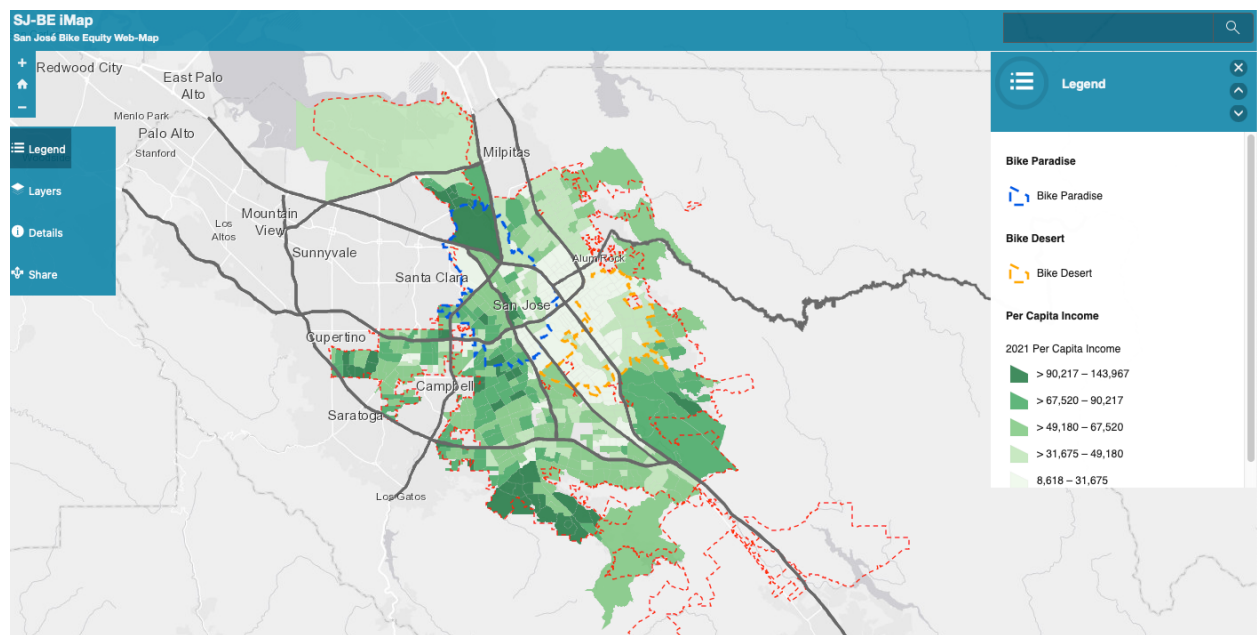 SJ-BE iMap
San José Bike Equity Web-Map
Redwood City
East Palo
Alto
Menlo Park
Palo Alto
Stanford
Milpitas
Mountain
View
Los
Altos
Sunnyvale
Santa Clara
Alum Rock
San Jose
Cupertino
Campbell
Saratoga
Los Gatos
Legend
Layers
Details
Share
Legend
Bike Paradise
Bike Paradise
Bike Desert
Bike Desert
Per Capita Income
2021 Per Capita Income
> 90,217 – 143,967
> 67,520 – 90,217
> 49,180 – 67,520
> 31,675 – 49,180
8,618 – 31,675